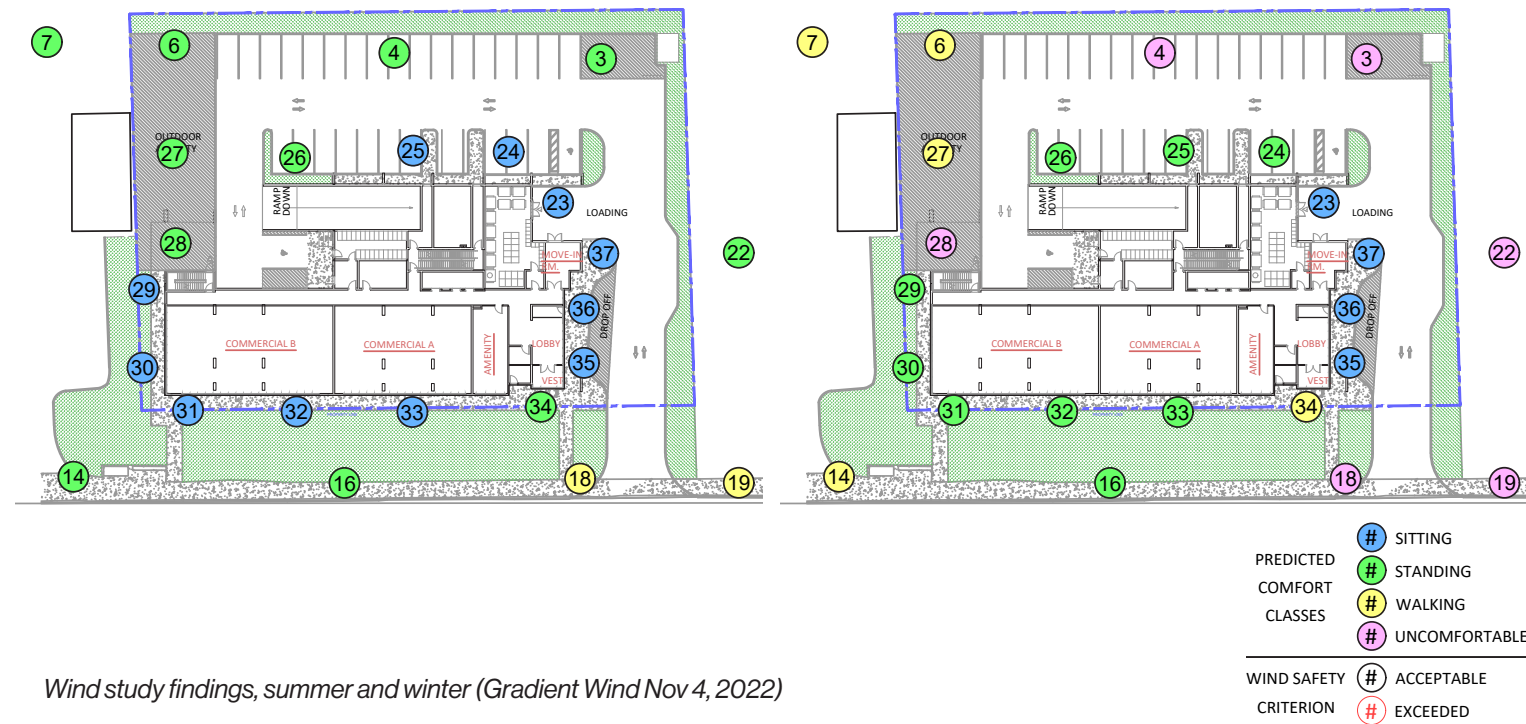 7
6
4
3
OUTDOOR
27
26
25
24
RAMP
DOWN
23
LOADING
28
22
MOVE-IN
RM.
37
29
36
DROP OFF
COMMERCIAL B
COMMERCIAL A
AMENITY
LOBBY
30
35
VEST
31
32
33
34
14
16
18
19
7
6
4
3
OUTDOOR
27
26
25
24
RAMP
DOWN
23
LOADING
28
22
MOVE-IN
RM.
37
29
36
DROP OFF
COMMERCIAL B
COMMERCIAL A
AMENITY
LOBBY
30
35
VEST
31
32
33
34
14
16
18
19
PREDICTED
COMFORT
CLASSES
# SITTING
# STANDING
# WALKING
# UNCOMFORTABLE
WIND SAFETY
CRITERION
# ACCEPTABLE
# EXCEEDED
Wind study findings, summer and winter (Gradient Wind Nov 4, 2022)